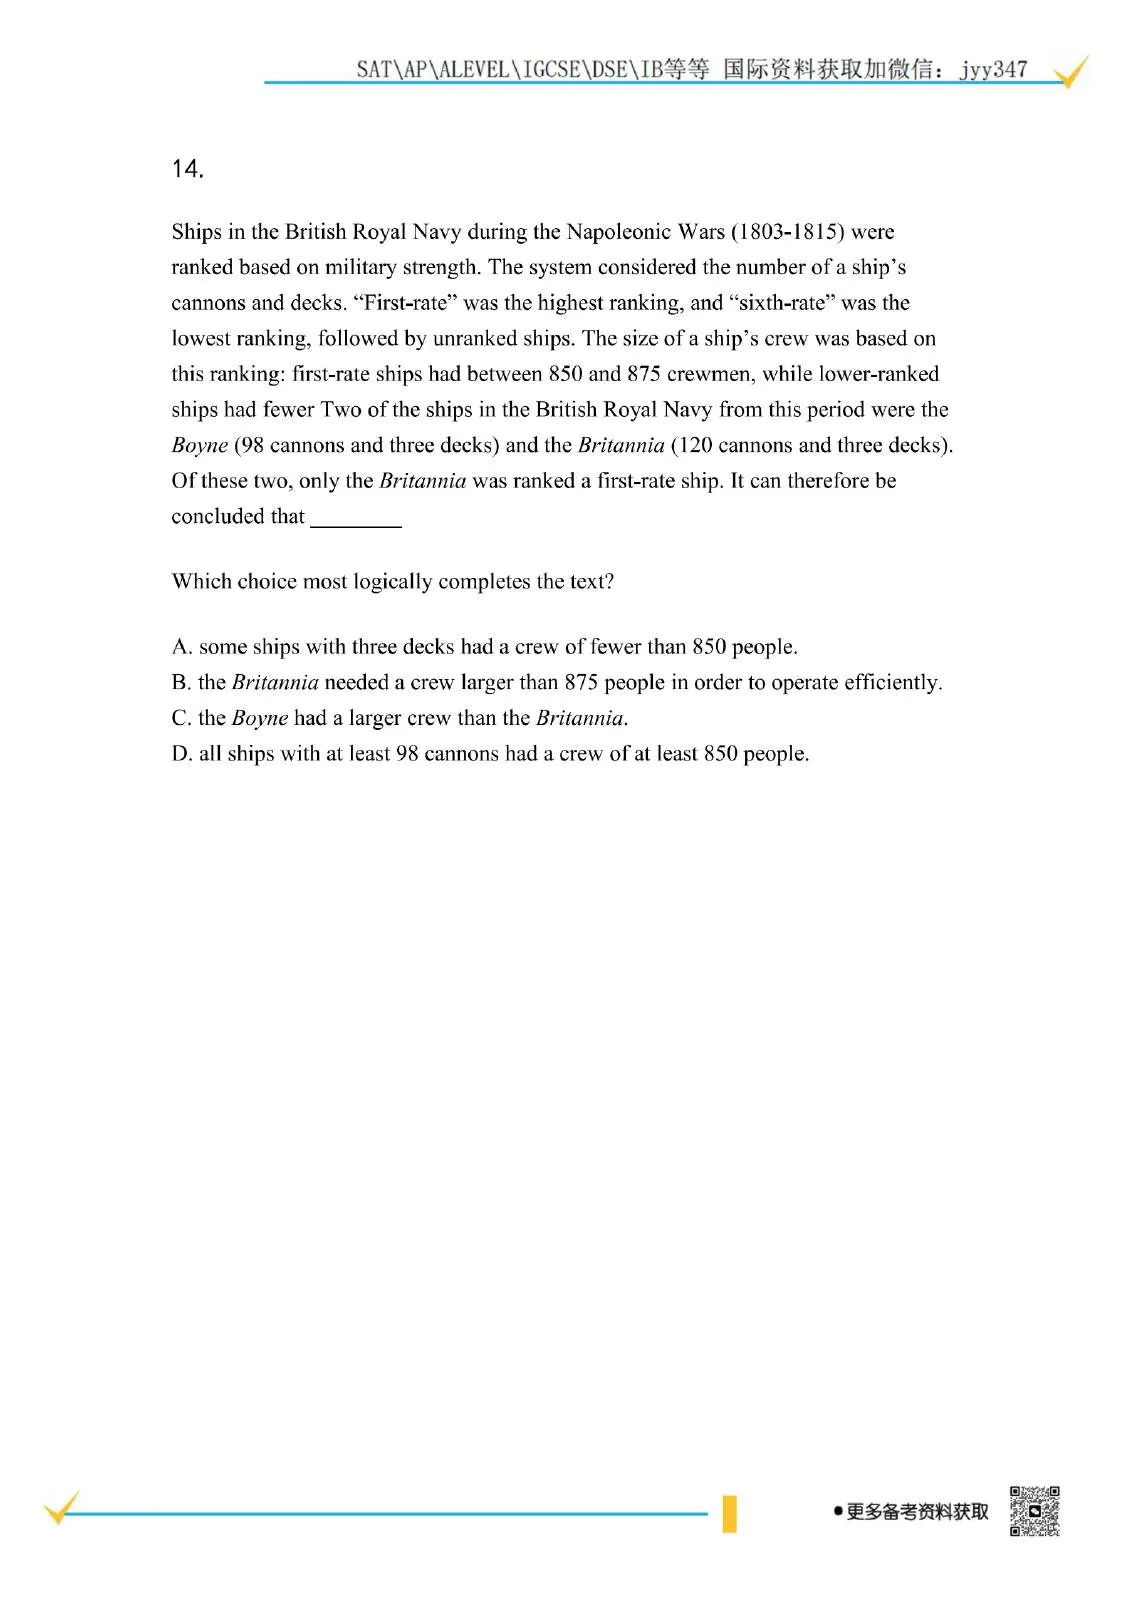 SAT\AP\ALEVEL\IGCSE\DSE\IB等等 国际资料获取加微信：jyy347
14.
Ships in the British Royal Navy during the Napoleonic Wars (1803-1815) were
ranked based on military strength. The system considered the number of a ship’s
cannons and decks. “First-rate” was the highest ranking, and “sixth-rate” was the
lowest ranking, followed by unranked ships. The size of a ship’s crew was based on
this ranking: first-rate ships had between 850 and 875 crewmen, while lower-ranked
ships had fewer Two of the ships in the British Royal Navy from this period were the
Boyne (98 cannons and three decks) and the Britannia (120 cannons and three decks).
Of these two, only the Britannia was ranked a first-rate ship. It can therefore be
concluded that ________
Which choice most logically completes the text?
A. some ships with three decks had a crew of fewer than 850 people.
B. the Britannia needed a crew larger than 875 people in order to operate efficiently.
C. the Boyne had a larger crew than the Britannia.
D. all ships with at least 98 cannons had a crew of at least 850 people.
•更多备考资料获取